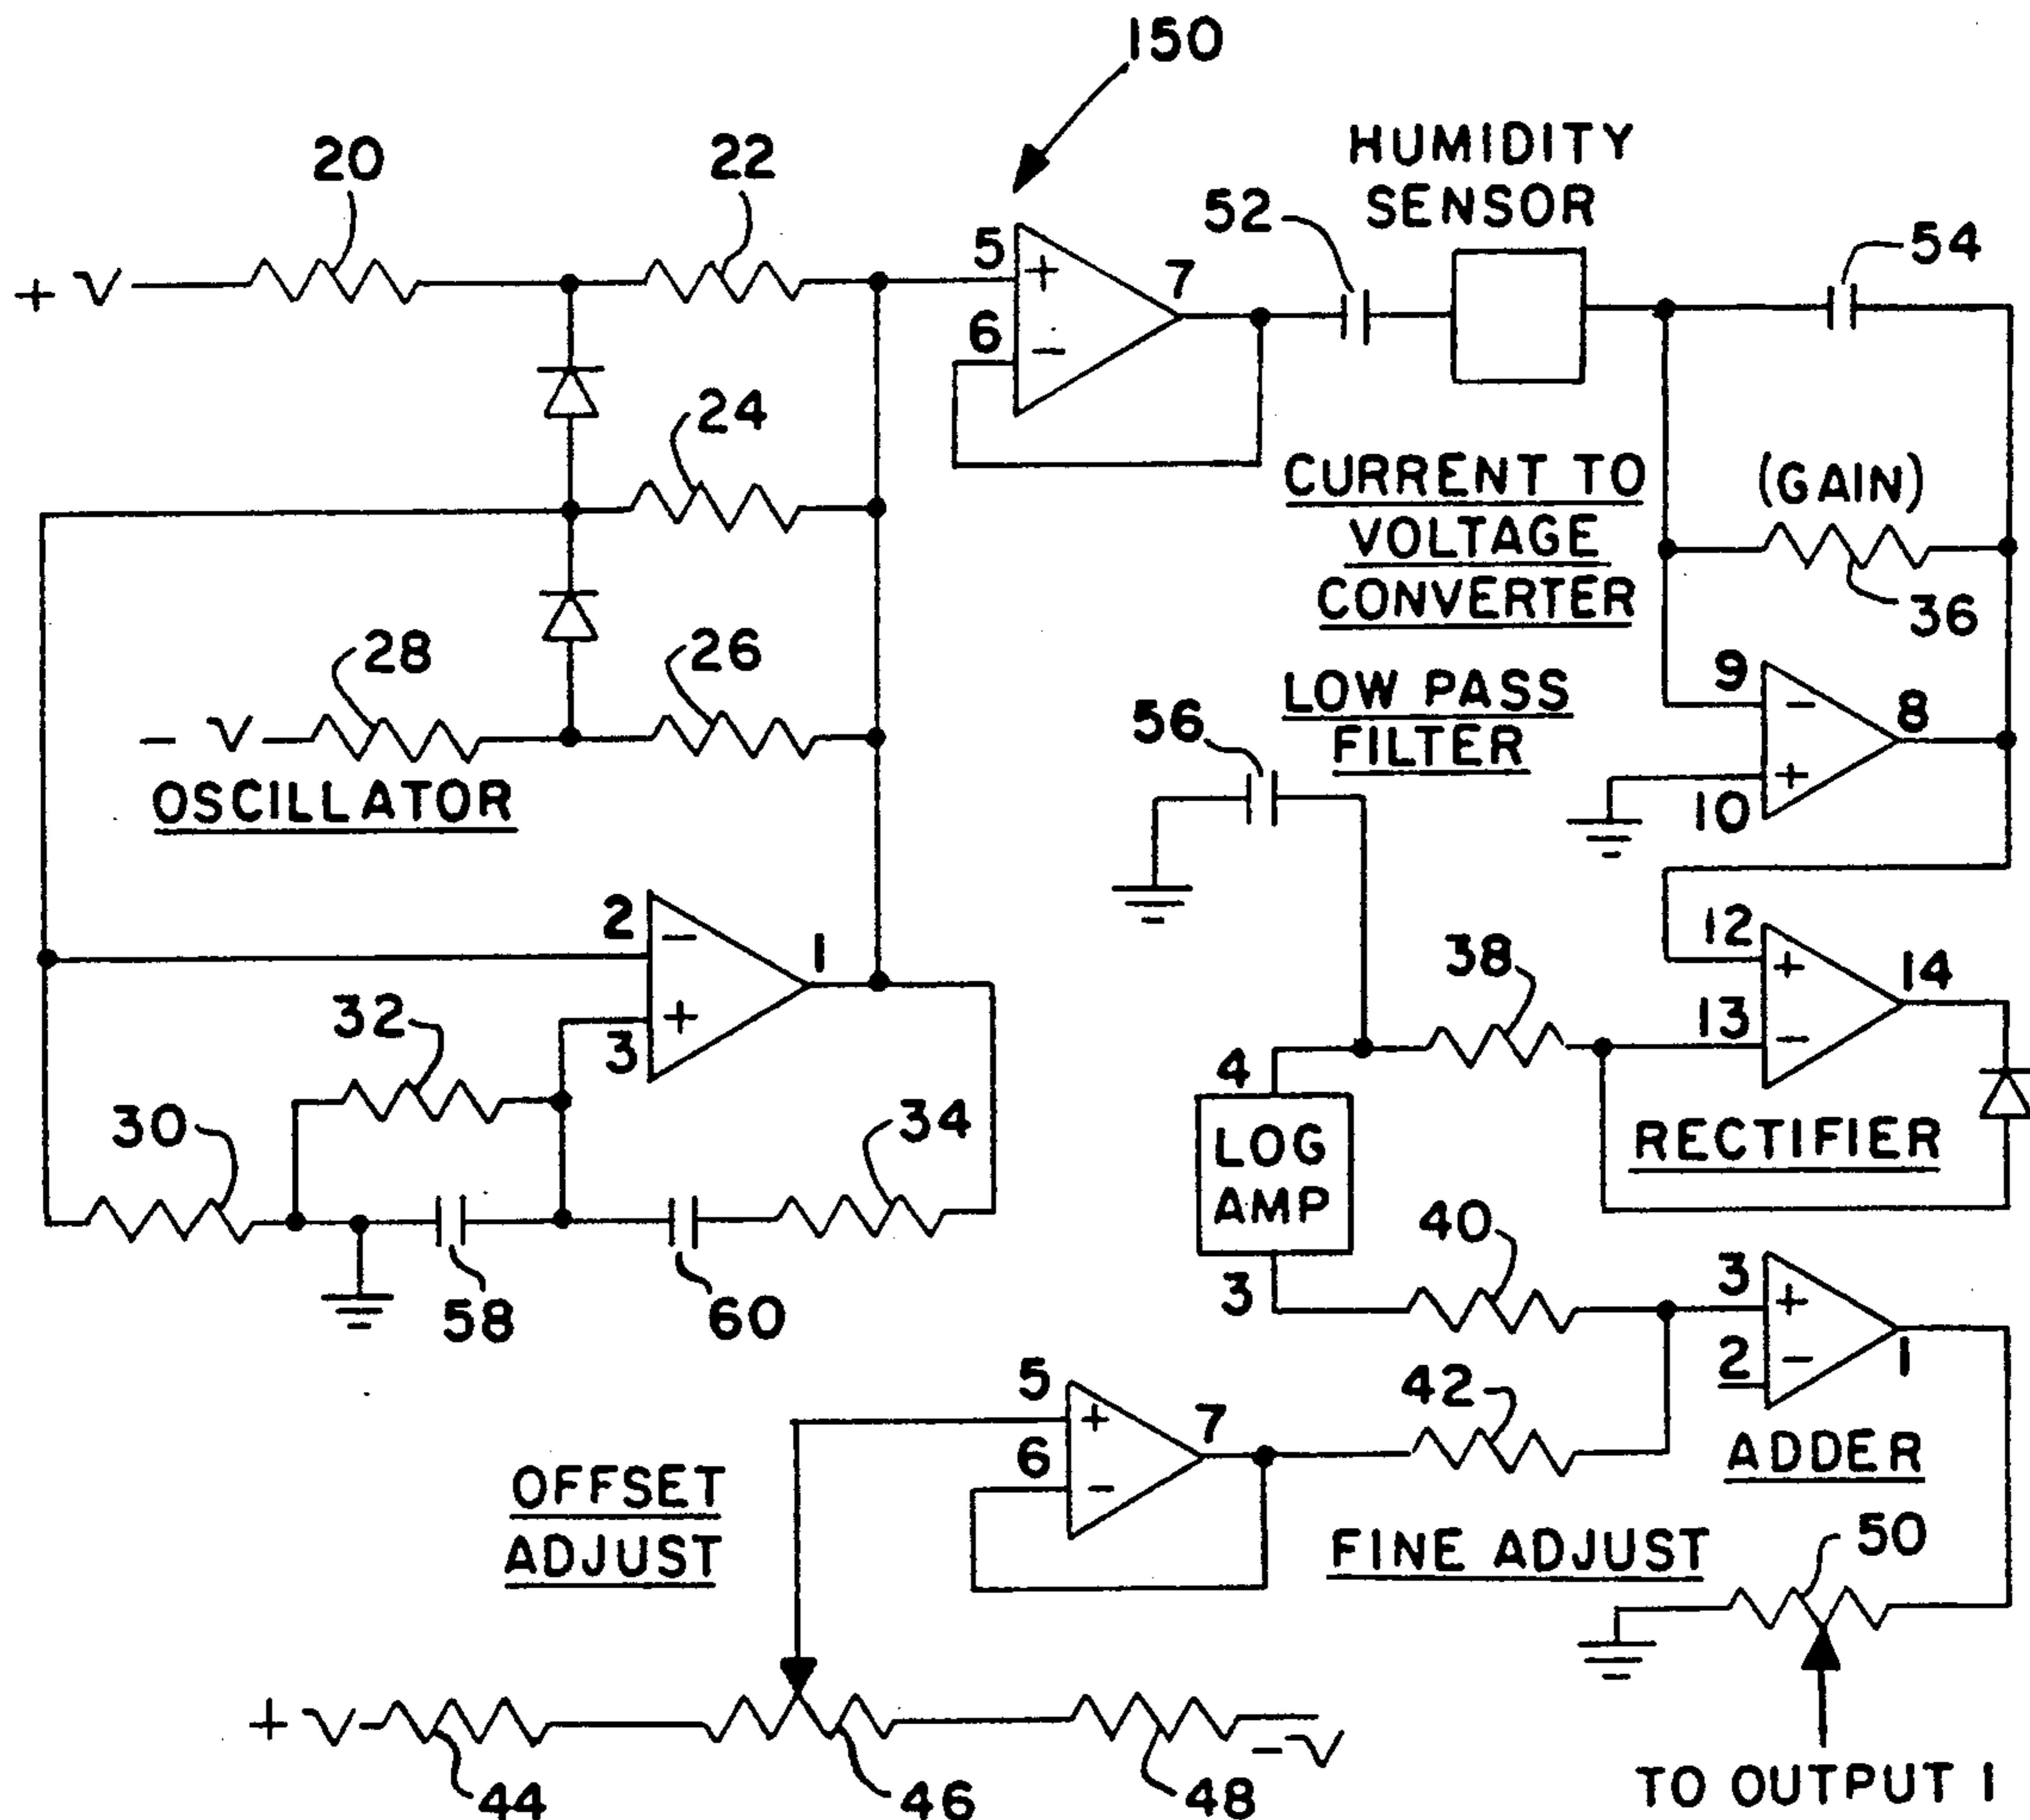 150
20
22
HUMIDITY
SENSOR
52
54
+ V
5
+
7
6
-
24
CURRENT TO
VOLTAGE
CONVERTER
(GAIN)
36
28
26
- V
OSCILLATOR
LOW PASS
FILTER
56
9
-
8
+
10
2
-
1
+
3
32
30
34
58
60
12
+
14
13
-
38
RECTIFIER
4
LOG
AMP
3
40
3
+
2
-
1
ADDER
42
5
+
7
6
-
OFFSET
ADJUST
FINE ADJUST
50
+ V
-V
44
46
48
TO OUTPUT 1